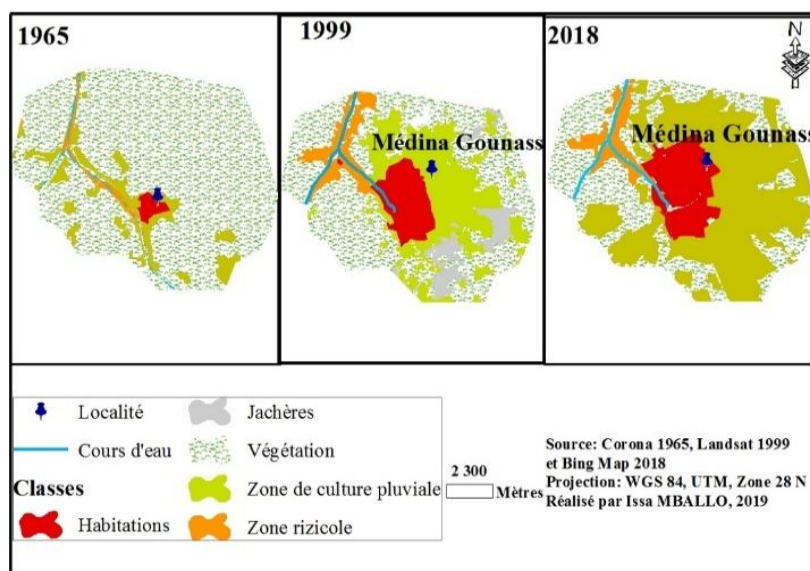 1965
1999
2018
N
Médina Gounass
Médina Gounass
Localité
Jachères
Cours d'eau
Végétation
Classes
Zone de culture pluviale
Habitations
Zone rizicole
2 300
Mètres
Source: Corona 1965, Landsat 1999
et Bing Map 2018
Projection: WGS 84, UTM, Zone 28 N
Réalisé par Issa MBALLO, 2019